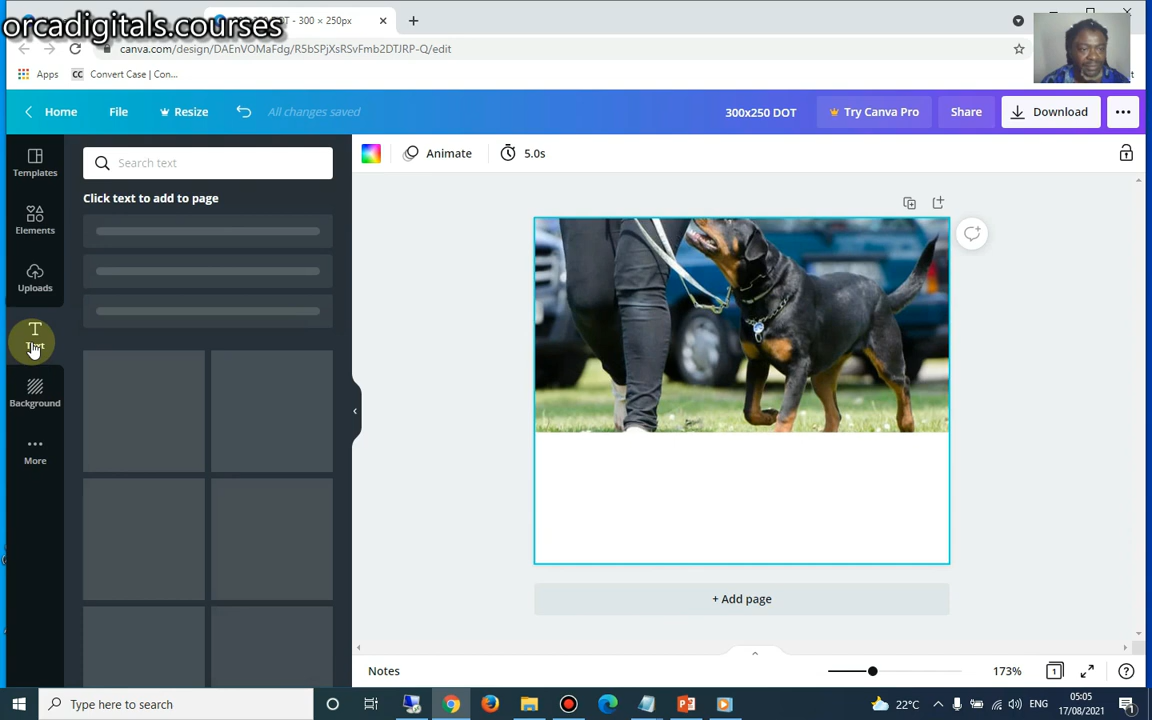 orcadigitals.courses
300 × 250px
canva.com/design/DAEnVOMaFdg/R5bSPjXsRSvFmb2DTJRP-Q/edit
Apps
CC Convert Case | Con...
Home
File
Resize
All changes saved
300x250 DOT
Try Canva Pro
Share
Download
Templates
Search text
Animate
5.0s
Click text to add to page
Elements
Uploads
Text
Background
More
+ Add page
Notes
173%
1
Type here to search
22°C
ENG
05:05
17/08/2021